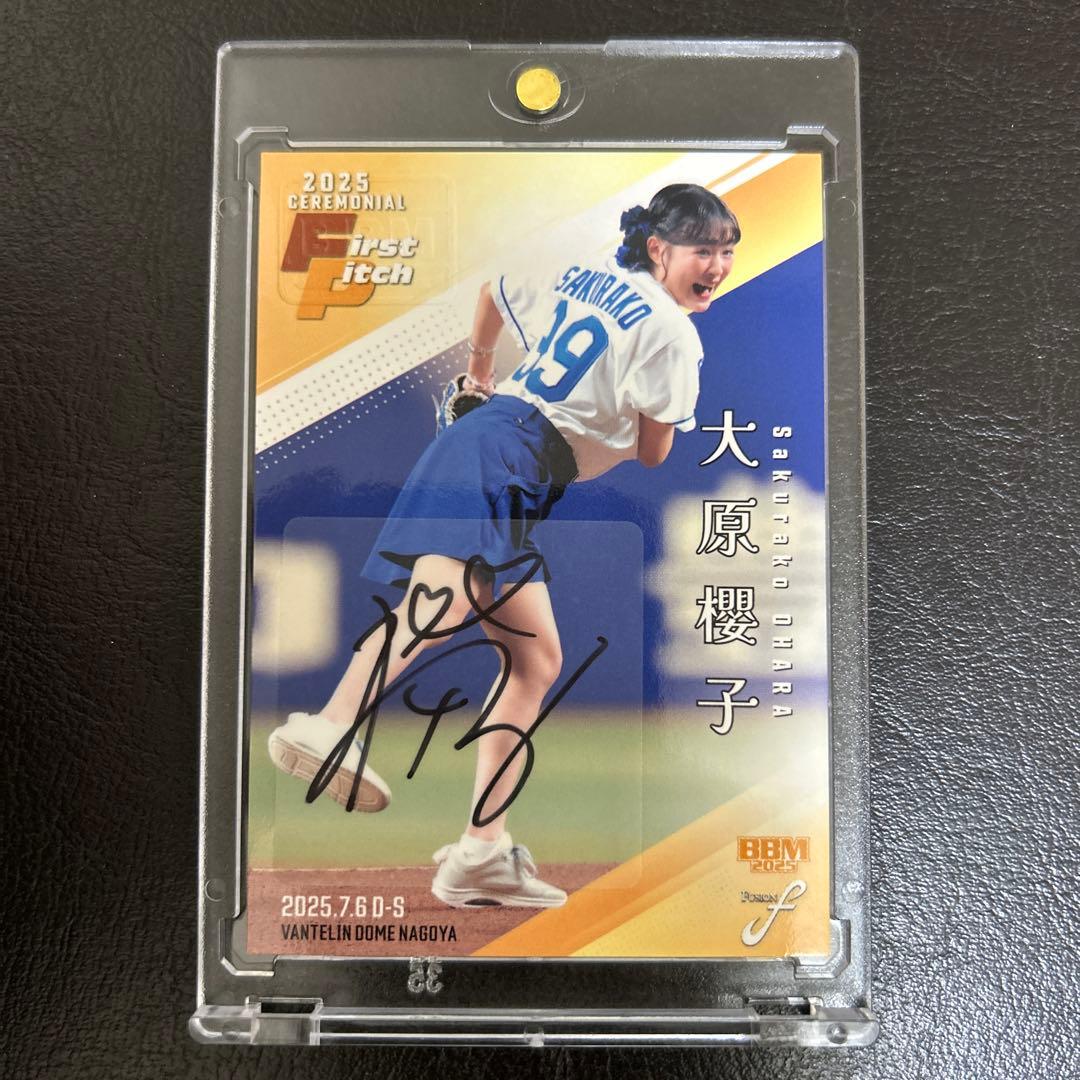 2025
CEREMONIAL
First
Pitch
SAKURAKO
39
大原櫻子
Sakurako OHARA
BBM
2025
FUSION
f
2025.7.6 D-S
VANTELIN DOME NAGOYA